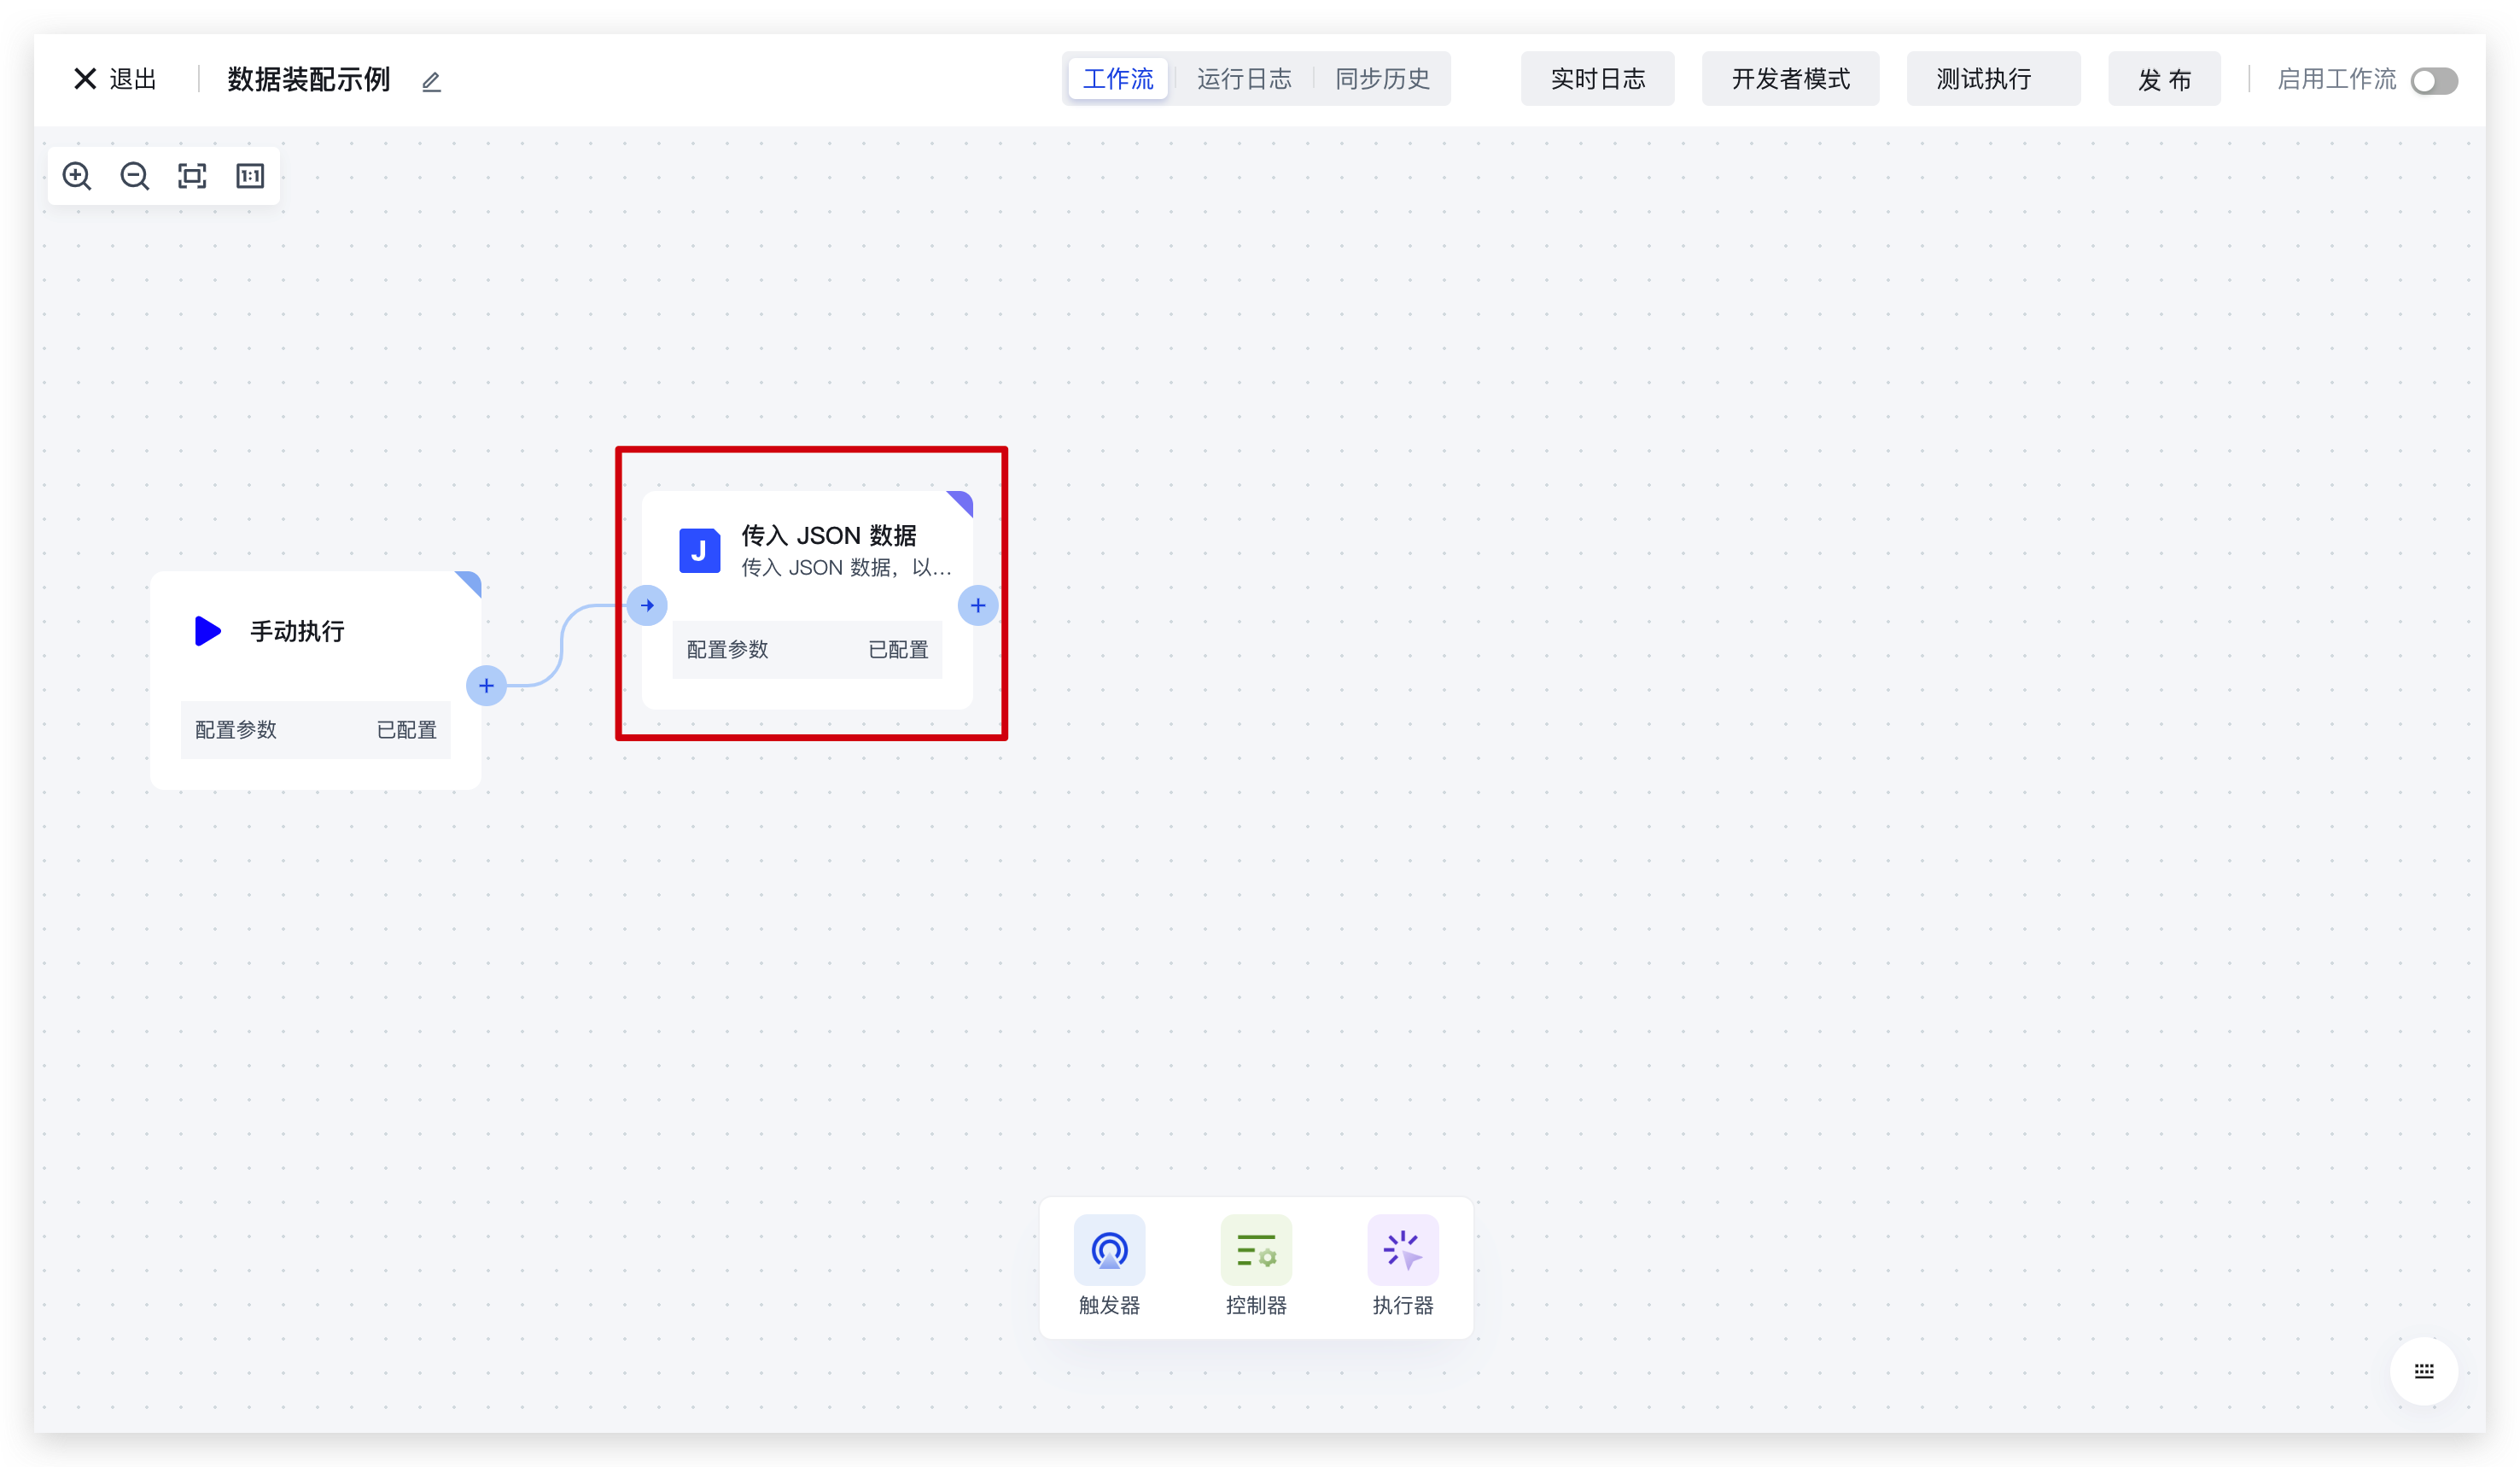 退出
数据装配示例
工作流
运行日志
同步历史
实时日志
开发者模式
测试执行
发 布
启用工作流
1:1
J
传入 JSON 数据
传入 JSON 数据，以...
配置参数
已配置
手动执行
配置参数
已配置
触发器
控制器
执行器